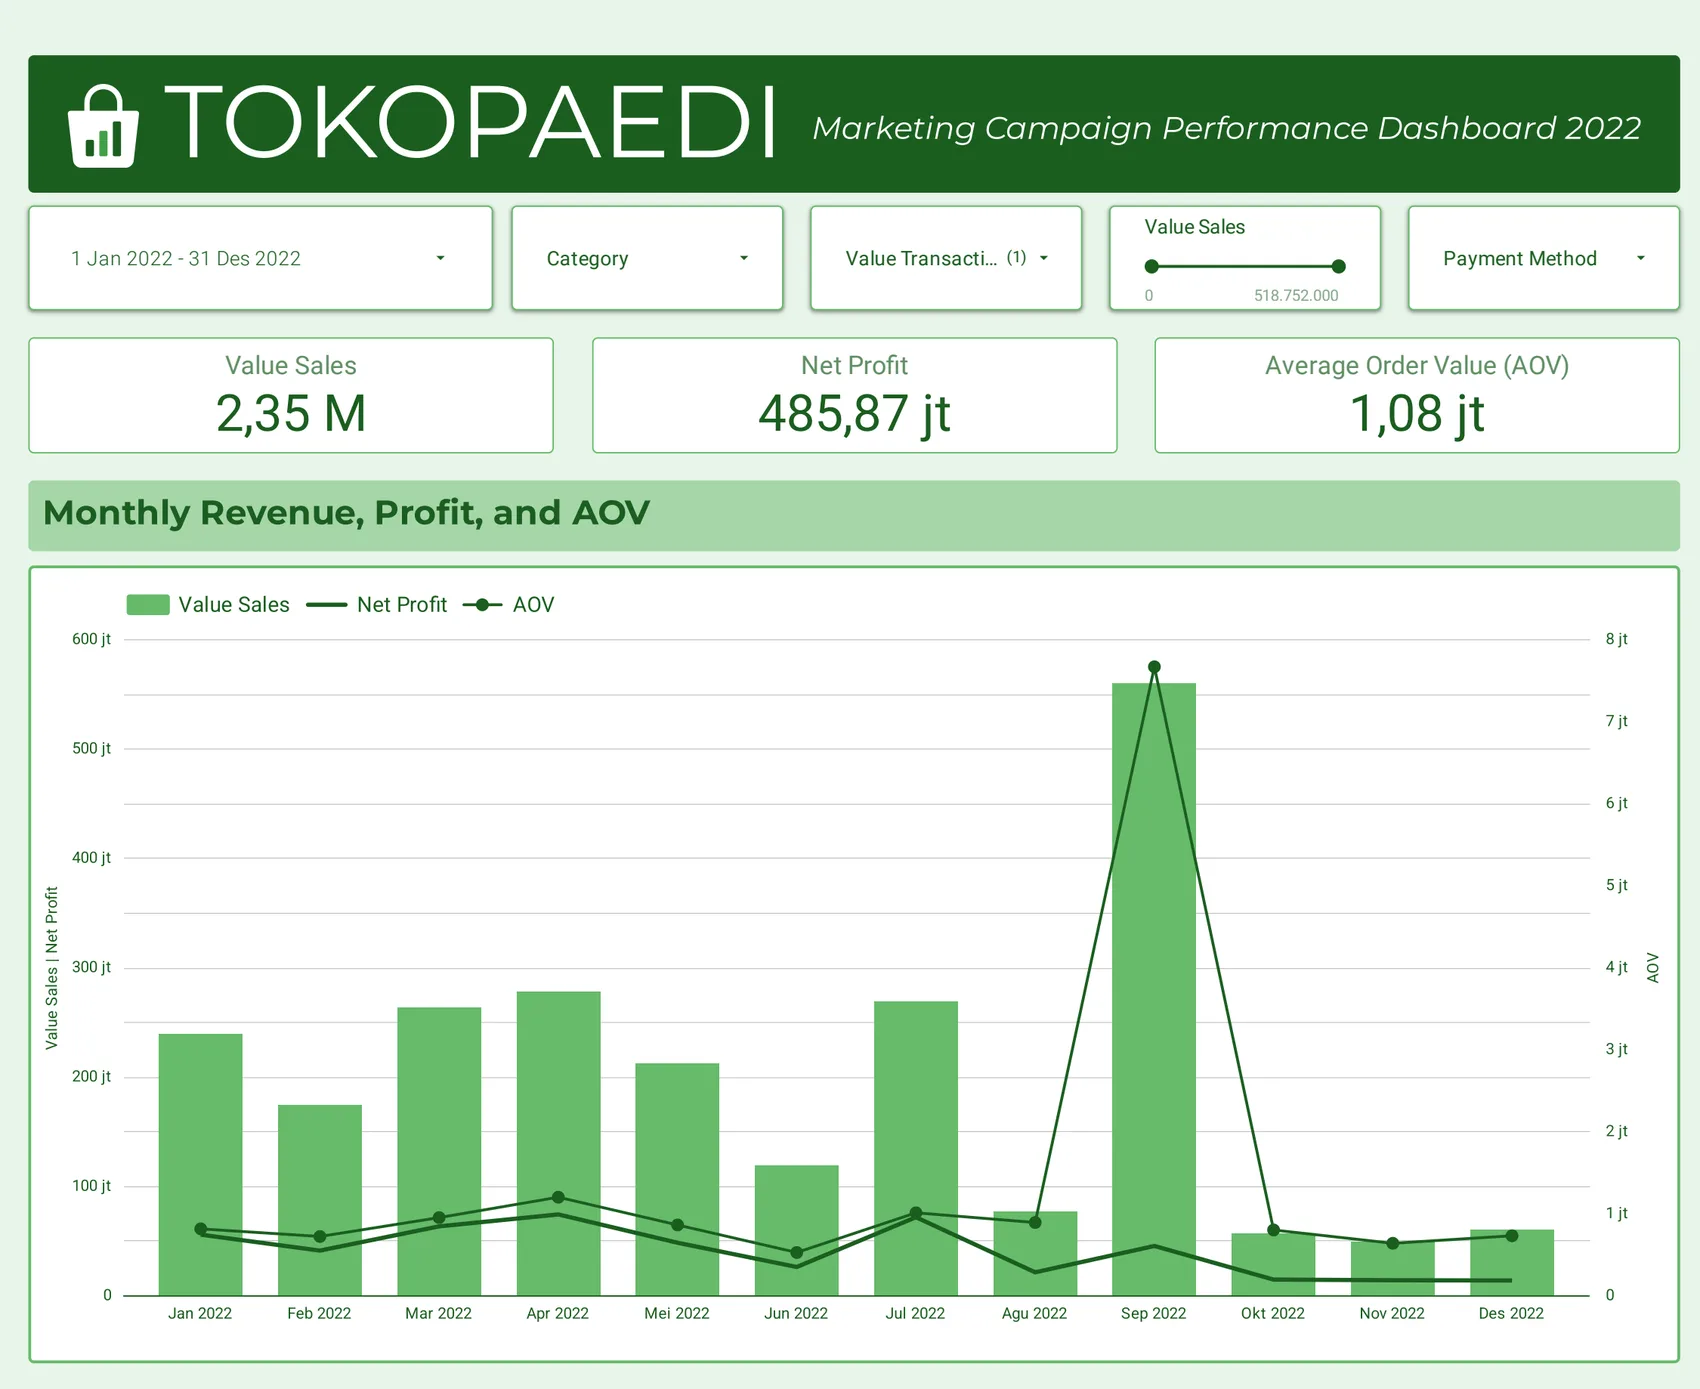 TOKOPAEDI
Marketing Campaign Performance Dashboard 2022
1 Jan 2022 - 31 Des 2022
Category
Value Transacti... (1)
Value Sales
0 518.752.000
Payment Method
Value Sales
2,35 M
Net Profit
485,87 jt
Average Order Value (AOV)
1,08 jt
Monthly Revenue, Profit, and AOV
Value Sales Net Profit AOV
600 jt
500 jt
400 jt
300 jt
200 jt
100 jt
0
Value Sales | Net Profit
8 jt
7 jt
6 jt
5 jt
4 jt
3 jt
2 jt
1 jt
0
AOV
Jan 2022 Feb 2022 Mar 2022 Apr 2022 Mei 2022 Jun 2022 Jul 2022 Agu 2022 Sep 2022 Okt 2022 Nov 2022 Des 2022